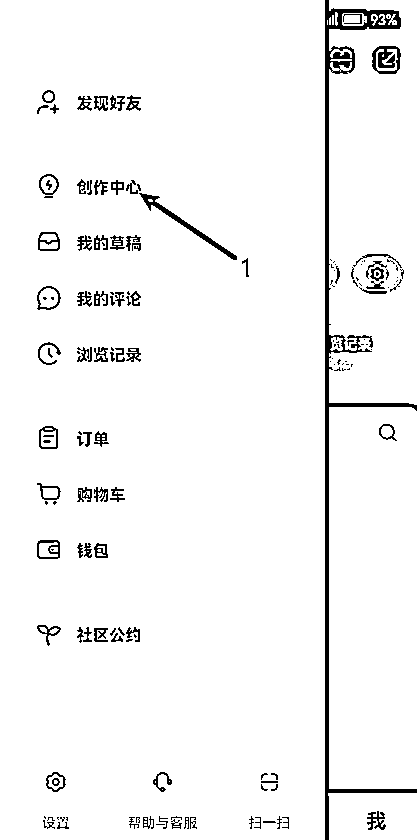 93%
发现好友
创作中心
1
我的草稿
我的评论
览记录
浏览记录
订单
购物车
钱包
社区公约
设置 帮助与客服 扫一扫
我